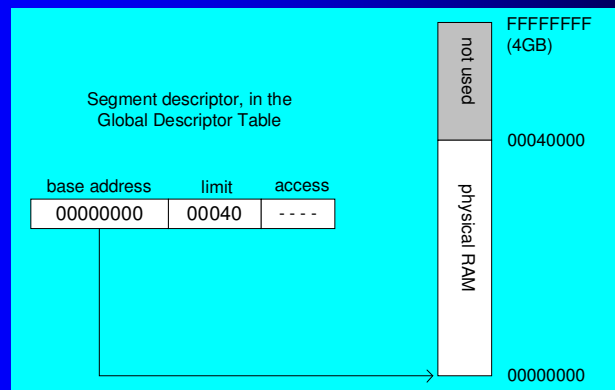 FFFFFFFF
(4GB)
not used
Segment descriptor, in the
Global Descriptor Table
00040000
base address limit access
00000000 00040 - - - -
physical RAM
00000000